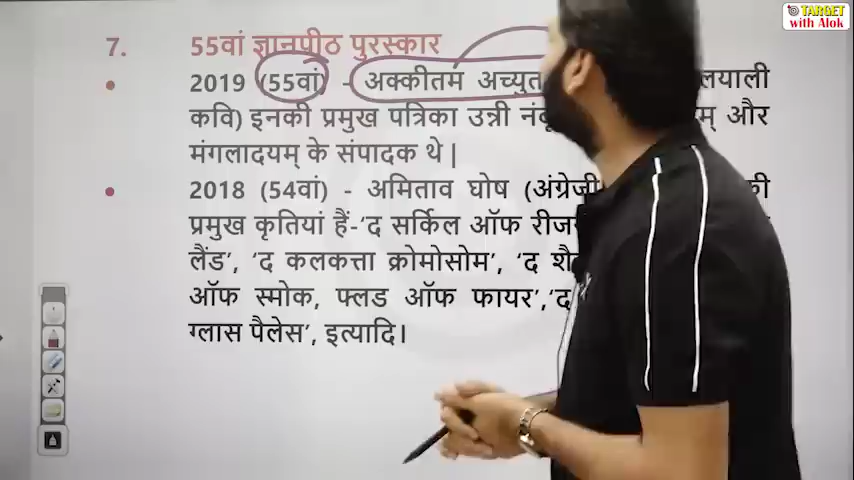 TARGET
with Alok
7. 55वां ज्ञानपीठ पुरस्कार
2019 (55वां) - अक्कीतम अच्युत लयाली
कवि) इनकी प्रमुख पत्रिका उन्नी म् और
मंगलादयम् के संपादक थे |
2018 (54वां) - अमिताव घोष (अंग्रेजी की
प्रमुख कृतियां हैं-'द सर्किल ऑफ
लैंड', 'द कलकत्ता क्रोमोसोम', 'द
ऑफ स्मोक, फ्लड ऑफ फायर','द
ग्लास पैलेस', इत्यादि।